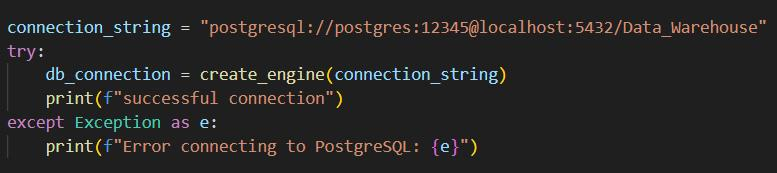 connection_string = "postgresql://postgres:12345@localhost:5432/Data_Warehouse"
try:
    db_connection = create_engine(connection_string)
    print(f"successful connection")
except Exception as e:
    print(f"Error connecting to PostgreSQL: {e}")